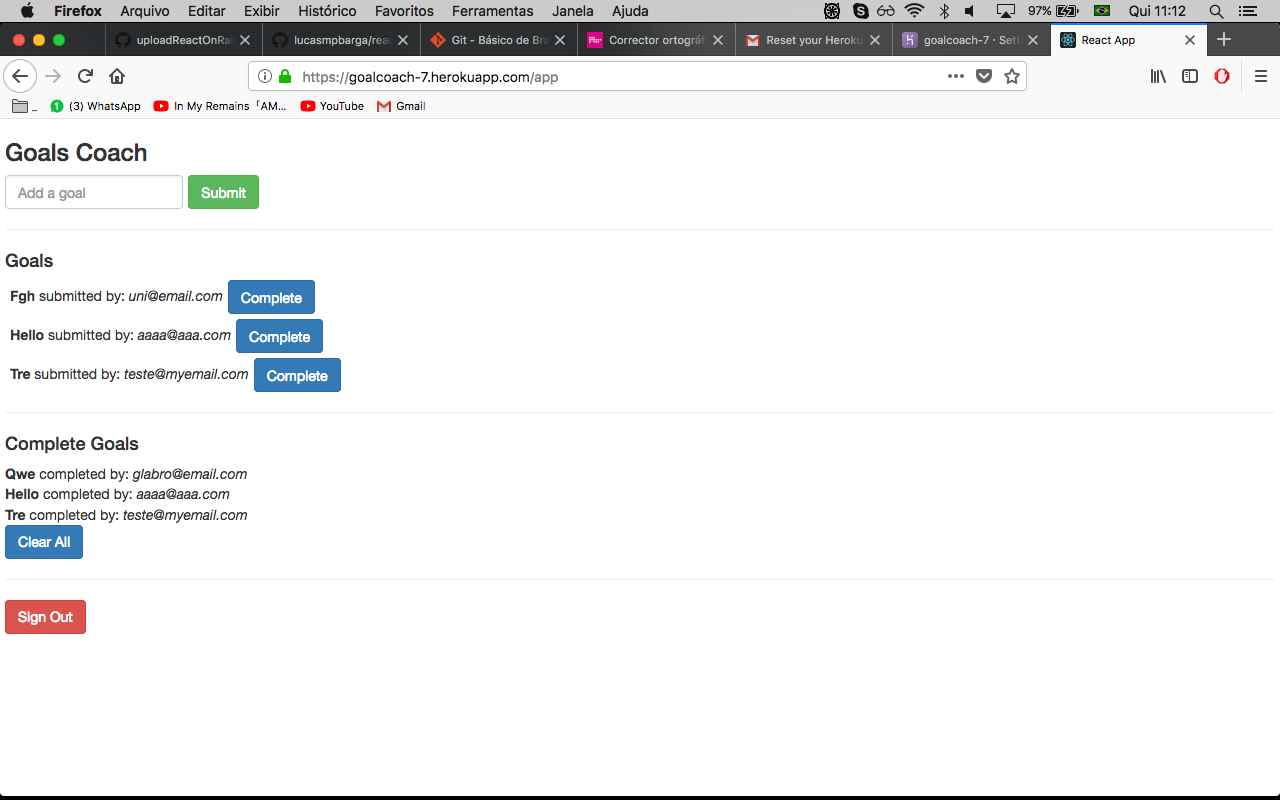 Firefox Arquivo Editar Exibir Histórico Favoritos Ferramentas Janela Ajuda 97% Qui 11:12
uploadReactOnRai lucasmpbarga/reac Git - Básico de Bra Corrector ortográfi Reset your Heroku goalcoach-7 · Sett React App
https://goalcoach-7.herokuapp.com/app
_ (3) WhatsApp In My Remains「AM... YouTube Gmail
Goals Coach
Add a goal Submit
Goals
Fgh submitted by: uni@email.com Complete
Hello submitted by: aaaa@aaa.com Complete
Tre submitted by: teste@myemail.com Complete
Complete Goals
Qwe completed by: glabro@email.com
Hello completed by: aaaa@aaa.com
Tre completed by: teste@myemail.com
Clear All
Sign Out